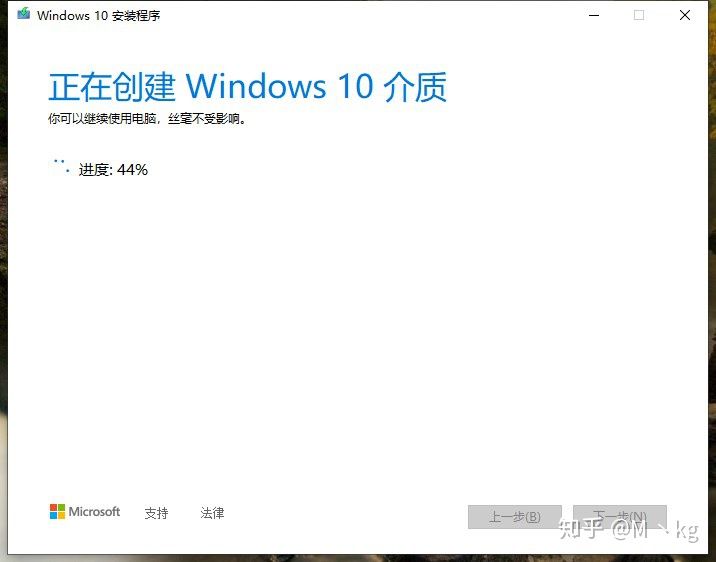 Windows 10 安装程序
正在创建 Windows 10 介质
你可以继续使用电脑，丝毫不受影响。
进度: 44%
Microsoft 支持 法律 上一步(B) 下一步(N)
知乎 @M丶kg